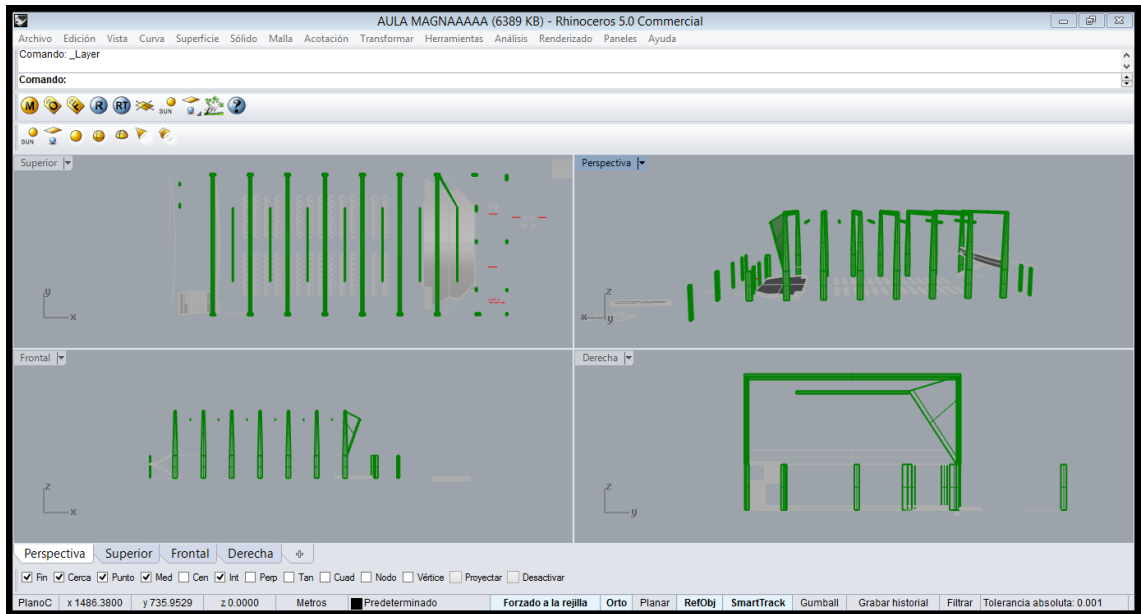 AULA MAGNAAAAA (6389 KB) - Rhinoceros 5.0 Commercial
Archivo Edición Vista Curva Superficie Sólido Malla Acotación Transformar Herramientas Análisis Renderizado Paneles Ayuda
Comando: _Layer
Comando:
M R RT SUN ?
SUN
Superior
Perspectiva
y
x
z
x
y
Frontal
Derecha
z
x
z
y
Perspectiva Superior Frontal Derecha
Fin Cerca Punto Med Cen Int Perp Tan Cuad Nodo Vértice Proyectar Desactivar
PlanoC x 1486.3800 y 735.9529 z 0.0000 Metros Predeterminado Forzado a la rejilla Orto Planar RefObj SmartTrack Gumball Grabar historial Filtrar Tolerancia absoluta: 0.001